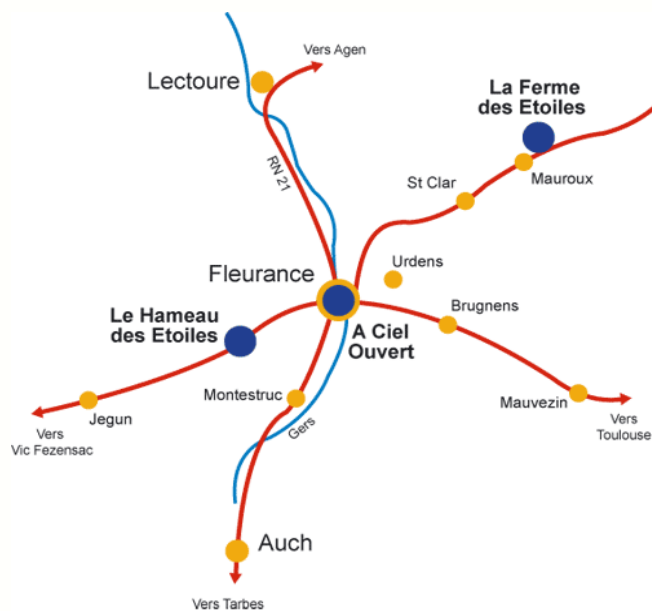 Vers Agen
Lectoure
La Ferme
des Etoiles
RN 21
St Clar
Mauroux
Urdens
Fleurance
Le Hameau
des Etoiles
Brugnens
A Ciel
Ouvert
Montestruc
Mauvezin
Jegun
Gers
Vers
Toulouse
Vers
Vic Fezensac
Auch
Vers Tarbes